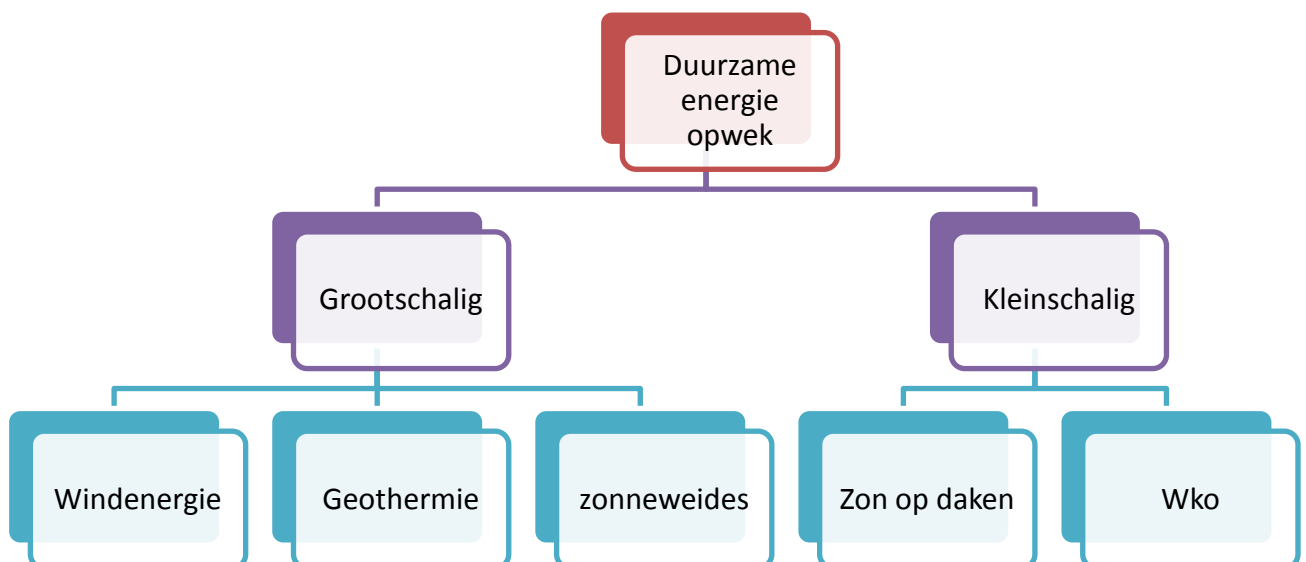 Duurzame
energie
opwek
Grootschalig
Kleinschalig
Windenergie
Geothermie
zonneweides
Zon op daken
Wko